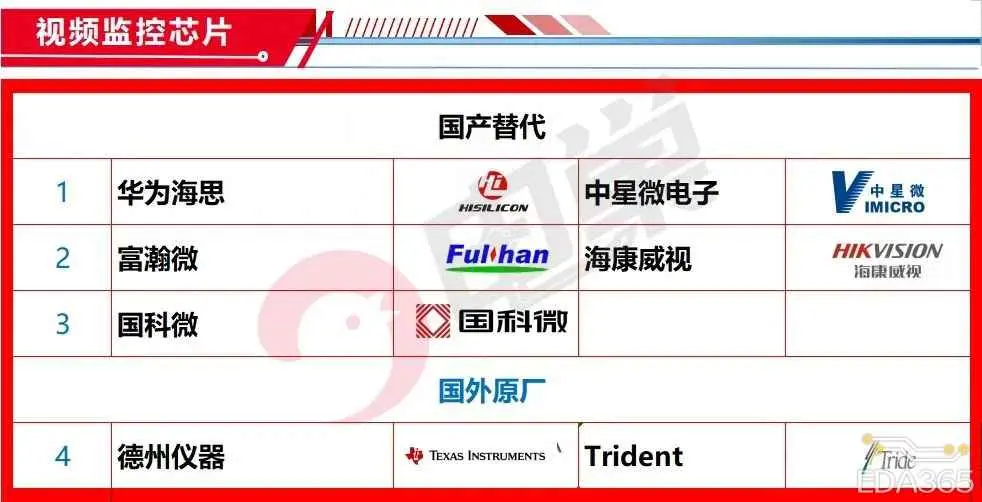 视频监控芯片
国产替代
1 华为海思 Hi HISILICON 中星微电子 V 中星微 IMICRO
2 富瀚微 Fullhan 海康威视 HIKVISION 海康威视
3 国科微 国科微
国外原厂
4 德州仪器 TEXAS INSTRUMENTS Trident Tride
EDA365